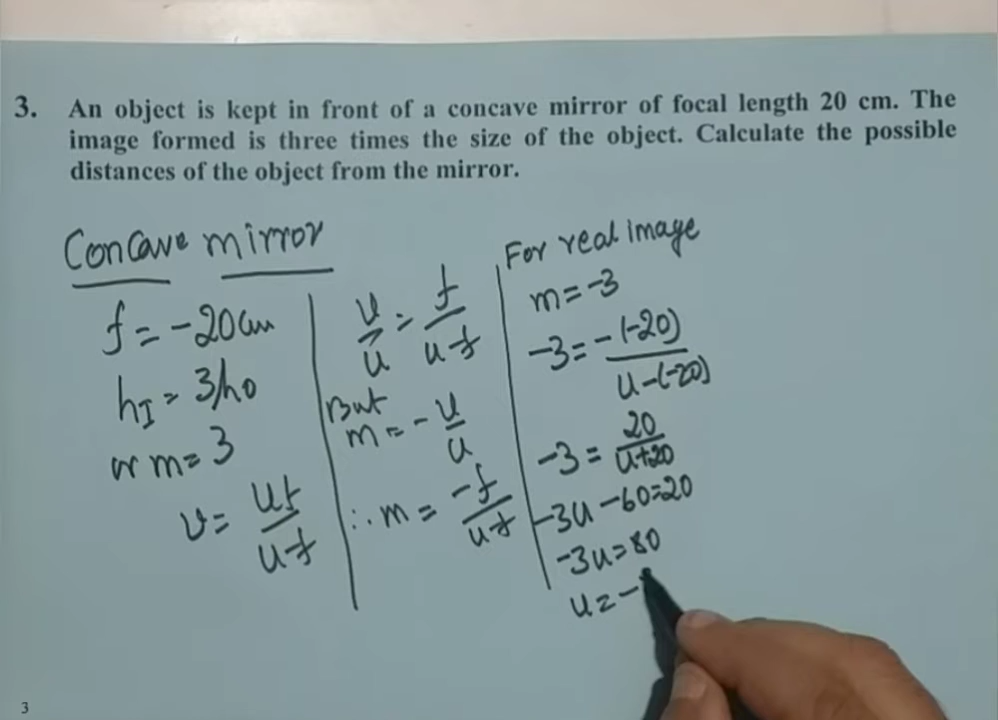 3. An object is kept in front of a concave mirror of focal length 20 cm. The
image formed is three times the size of the object. Calculate the possible
distances of the object from the mirror.
Concave mirror
f = -20cm
hI = 3ho
or m = 3
v = uf / u-f
v/u = f / u-f
But
m = - v/u
∴ m = -f / u-f
For real image
m = -3
-3 = -(-20) / u-(-20)
-3 = 20 / u+20
-3u - 60 = 20
-3u = 80
u = -
3